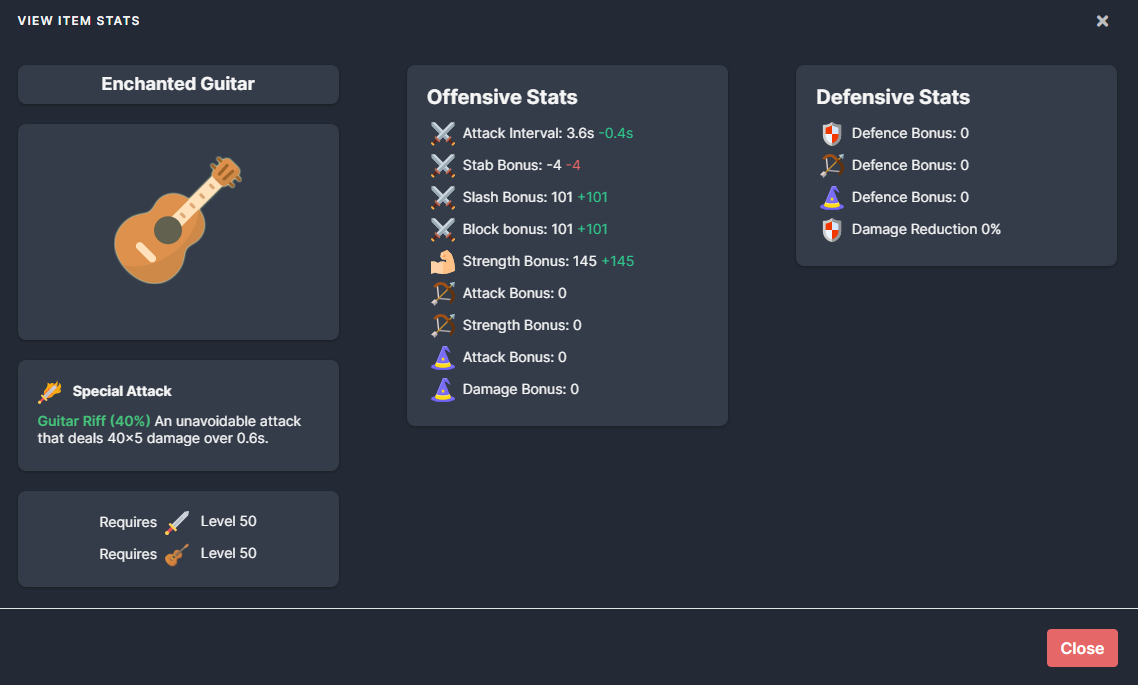 VIEW ITEM STATS
Enchanted Guitar
Special Attack
Guitar Riff (40%) An unavoidable attack
that deals 40×5 damage over 0.6s.
Requires Level 50
Requires Level 50
Offensive Stats
Attack Interval: 3.6s -0.4s
Stab Bonus: -4 -4
Slash Bonus: 101 +101
Block bonus: 101 +101
Strength Bonus: 145 +145
Attack Bonus: 0
Strength Bonus: 0
Attack Bonus: 0
Damage Bonus: 0
Defensive Stats
Defence Bonus: 0
Defence Bonus: 0
Defence Bonus: 0
Damage Reduction 0%
Close